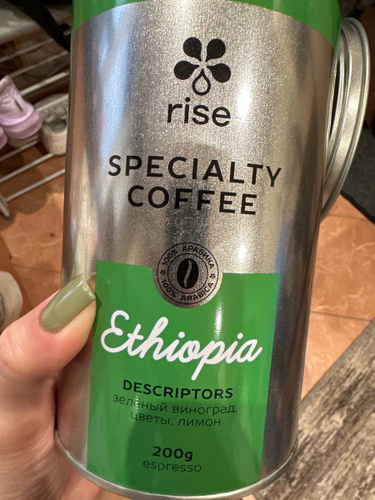 rise
SPECIALTY
COFFEE
100% АРАБИКА
100% ARABICA
Ethiopia
DESCRIPTORS
зелёный виноград,
цветы, лимон
200g
espresso